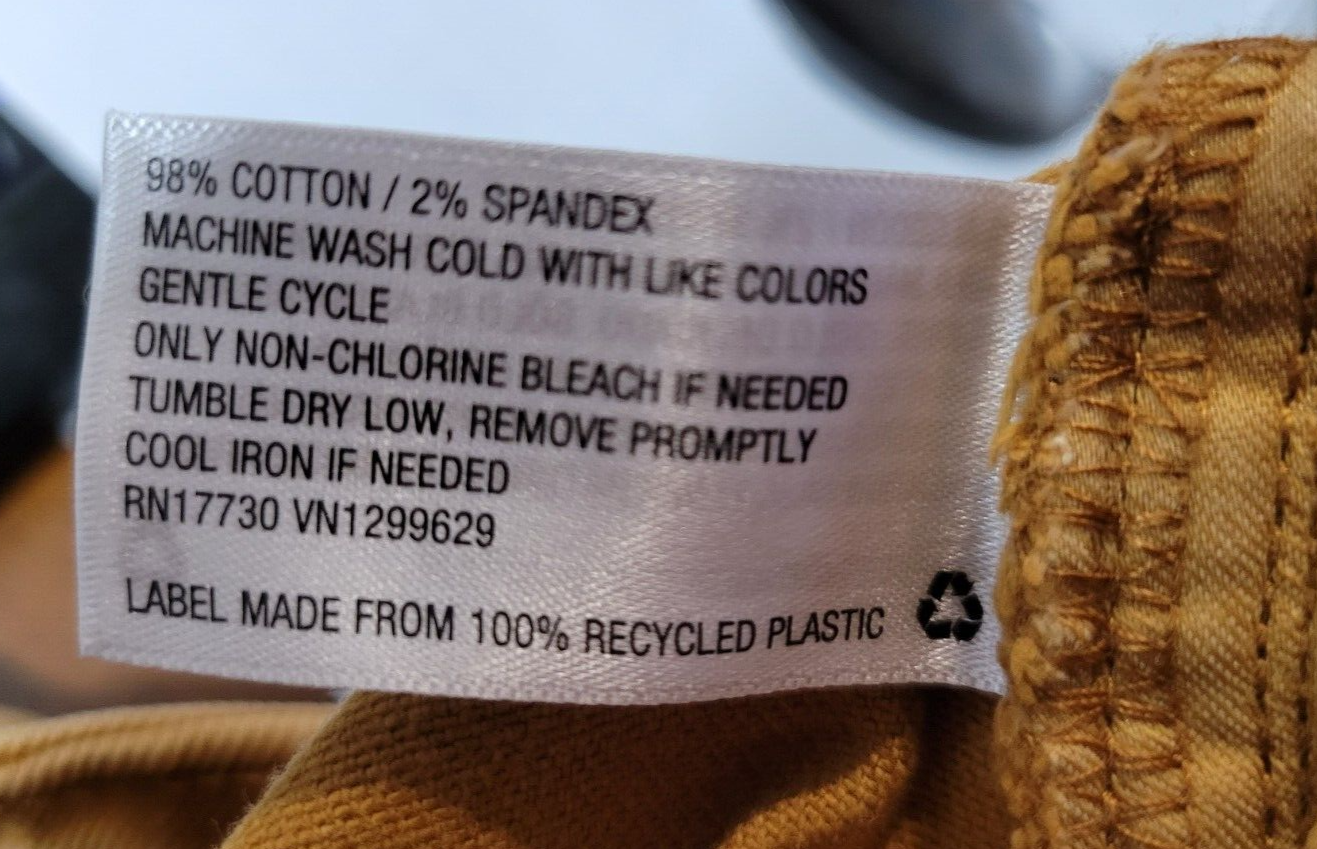 98% COTTON / 2% SPANDEX
MACHINE WASH COLD WITH LIKE COLORS
GENTLE CYCLE
ONLY NON-CHLORINE BLEACH IF NEEDED
TUMBLE DRY LOW, REMOVE PROMPTLY
COOL IRON IF NEEDED
RN17730 VN1299629
LABEL MADE FROM 100% RECYCLED PLASTIC